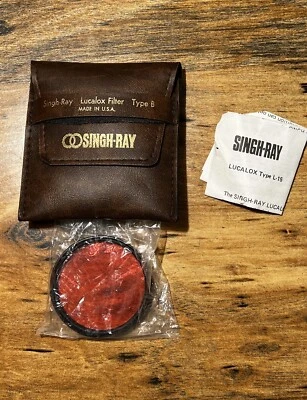 Singh-Ray Lucalox Filter Type B
MADE IN U.S.A.
SINGH-RAY
SINGH-RAY
LUCALOX Type L-15
The SINGH-RAY LUCAL